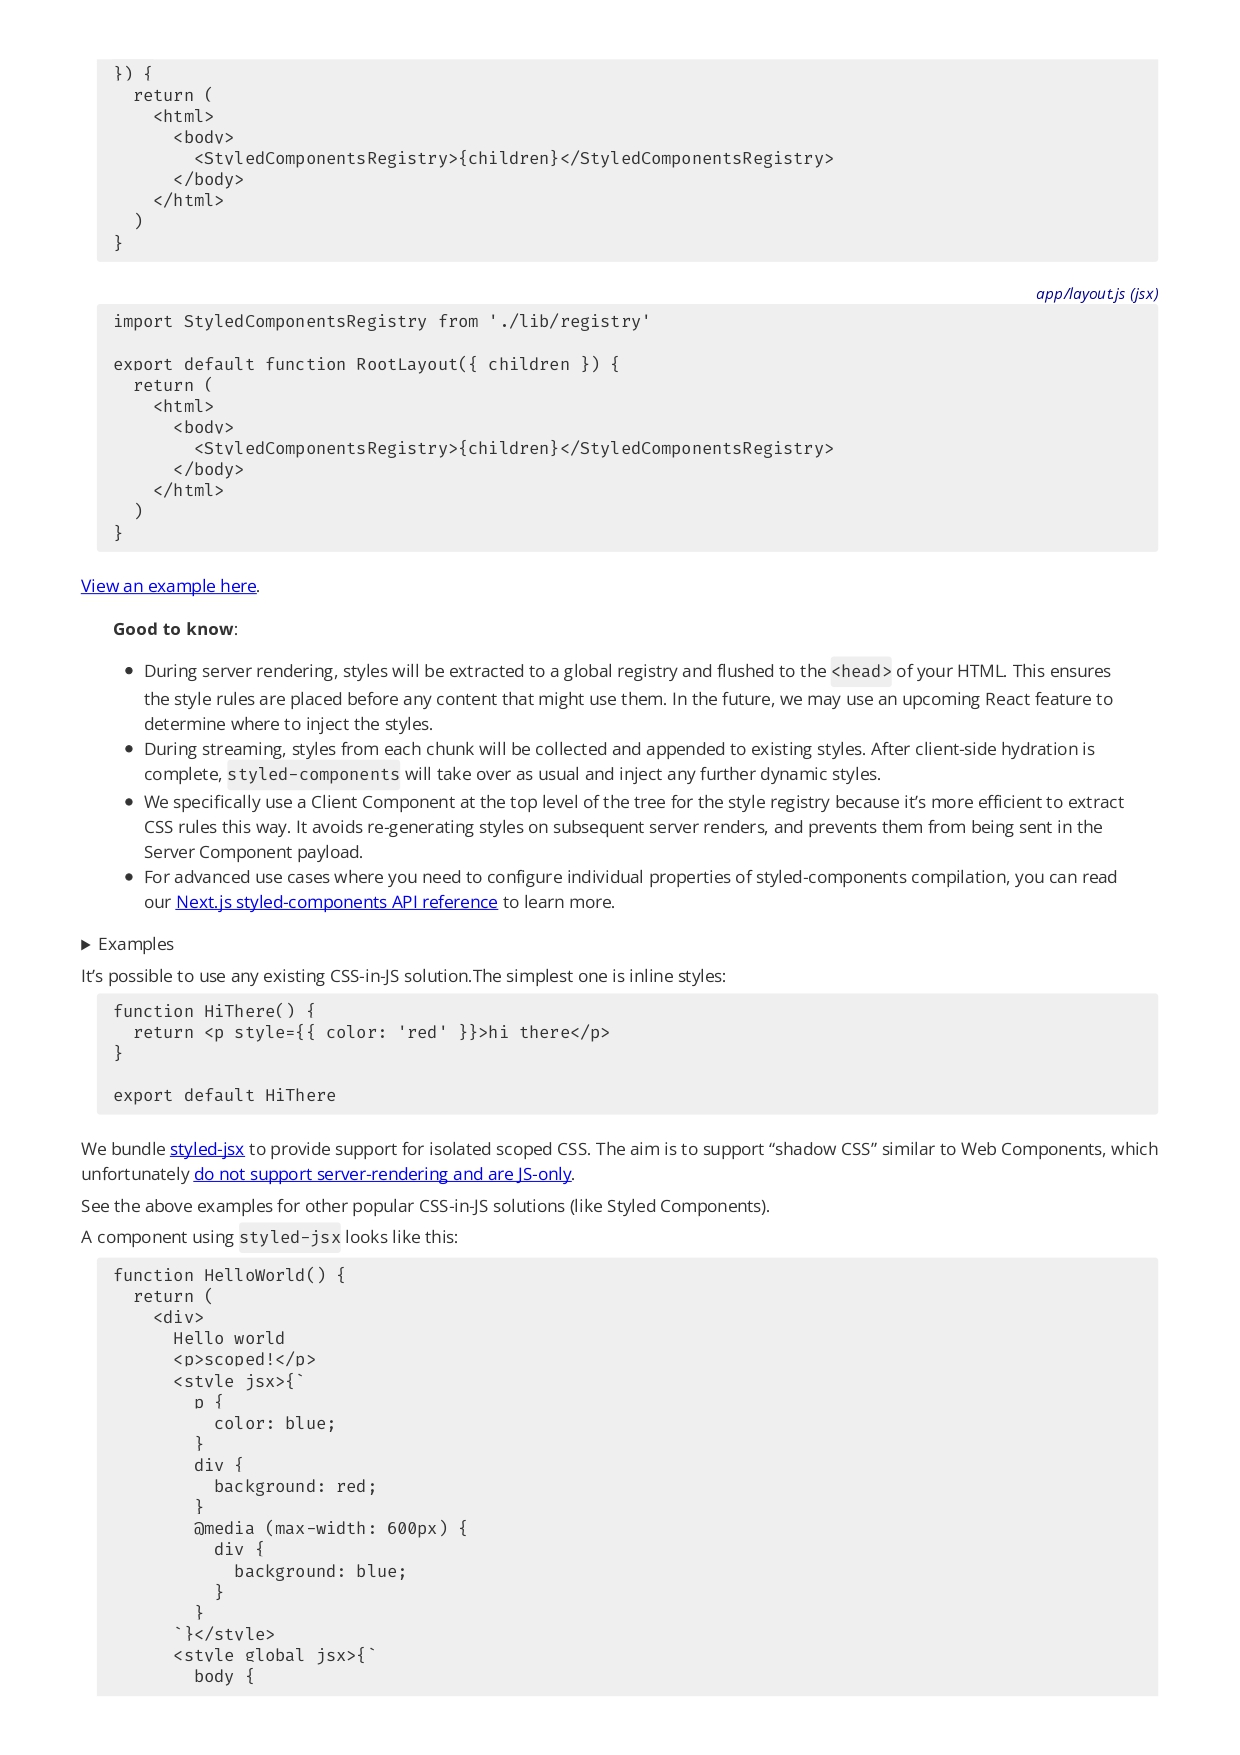 }) {
  return (
    <html>
      <body>
        <StyledComponentsRegistry>{children}</StyledComponentsRegistry>
      </body>
    </html>
  )
}
app/layout.js (jsx)
import StyledComponentsRegistry from './lib/registry'
export default function RootLayout({ children }) {
  return (
    <html>
      <body>
        <StyledComponentsRegistry>{children}</StyledComponentsRegistry>
      </body>
    </html>
  )
}
View an example here.
Good to know:
• During server rendering, styles will be extracted to a global registry and flushed to the <head> of your HTML. This ensures
the style rules are placed before any content that might use them. In the future, we may use an upcoming React feature to
determine where to inject the styles.
• During streaming, styles from each chunk will be collected and appended to existing styles. After client-side hydration is
complete, styled-components will take over as usual and inject any further dynamic styles.
• We specifically use a Client Component at the top level of the tree for the style registry because it’s more efficient to extract
CSS rules this way. It avoids re-generating styles on subsequent server renders, and prevents them from being sent in the
Server Component payload.
• For advanced use cases where you need to configure individual properties of styled-components compilation, you can read
our Next.js styled-components API reference to learn more.
▶ Examples
It’s possible to use any existing CSS-in-JS solution.The simplest one is inline styles:
function HiThere() {
  return <p style={{ color: 'red' }}>hi there</p>
}
export default HiThere
We bundle styled-jsx to provide support for isolated scoped CSS. The aim is to support “shadow CSS” similar to Web Components, which
unfortunately do not support server-rendering and are JS-only.
See the above examples for other popular CSS-in-JS solutions (like Styled Components).
A component using styled-jsx looks like this:
function HelloWorld() {
  return (
    <div>
      Hello world
      <p>scoped!</p>
      <style jsx>{`
        p {
          color: blue;
        }
        div {
          background: red;
        }
        @media (max-width: 600px) {
          div {
            background: blue;
          }
        }
      `}</style>
      <style global jsx>{`
        body {